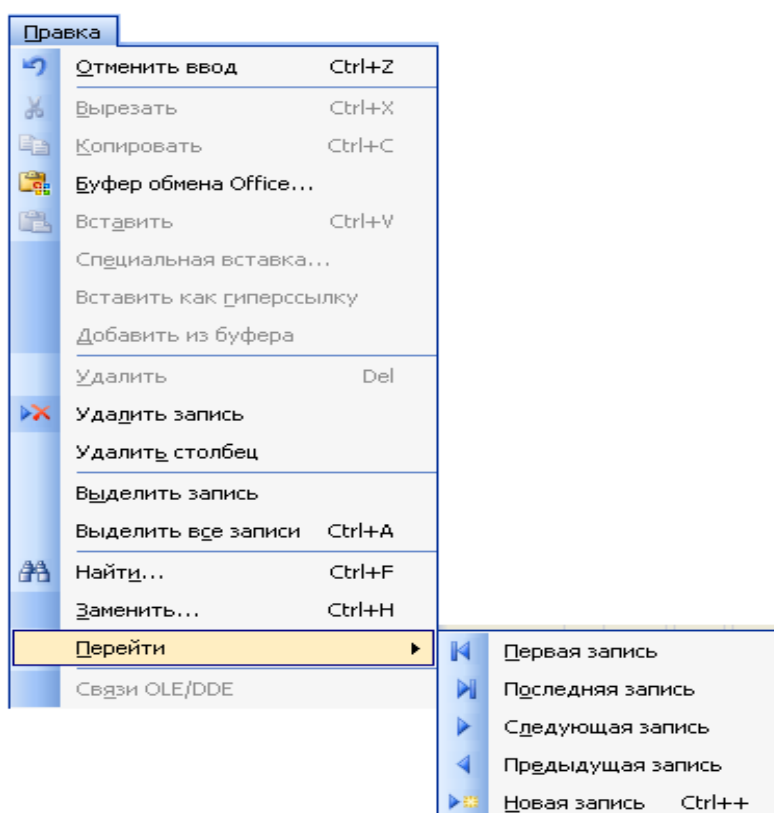 Правка
Отменить ввод Ctrl+Z
Вырезать Ctrl+X
Копировать Ctrl+C
Буфер обмена Office...
Вставить Ctrl+V
Специальная вставка...
Вставить как гиперссылку
Добавить из буфера
Удалить Del
Удалить запись
Удалить столбец
Выделить запись
Выделить все записи Ctrl+A
Найти... Ctrl+F
Заменить... Ctrl+H
Перейти
Связи OLE/DDE
Первая запись
Последняя запись
Следующая запись
Предыдущая запись
Новая запись Ctrl++